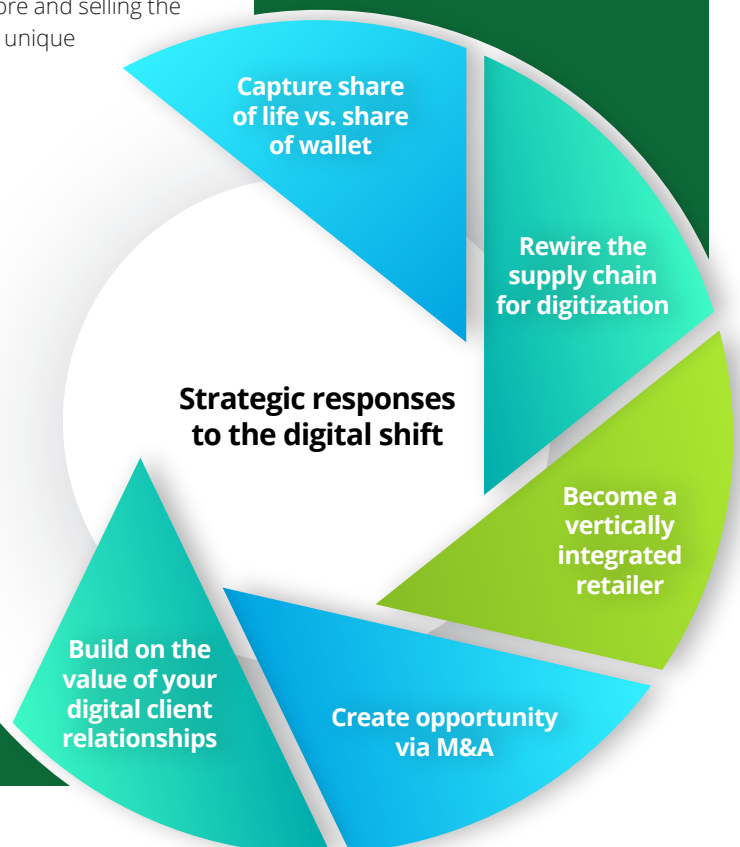 ore and selling the
unique
Capture share
of life vs. share
of wallet
Rewire the
supply chain
for digitization
Strategic responses
to the digital shift
Become a
vertically
integrated
retailer
Build on the
value of your
digital client
relationships
Create opportunity
via M&A